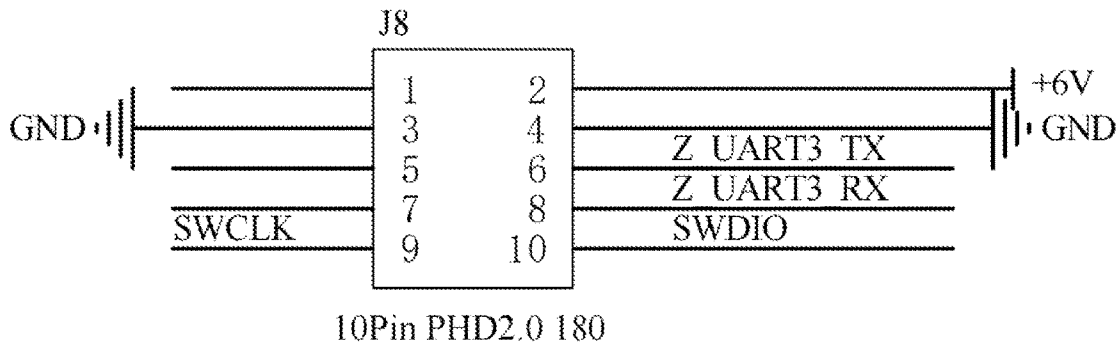 J8
1 2 +6V
GND 3 4 GND
Z UART3 TX
5 6
Z UART3 RX
7 8
SWCLK SWDIO
9 10
10Pin PHD2.0 180